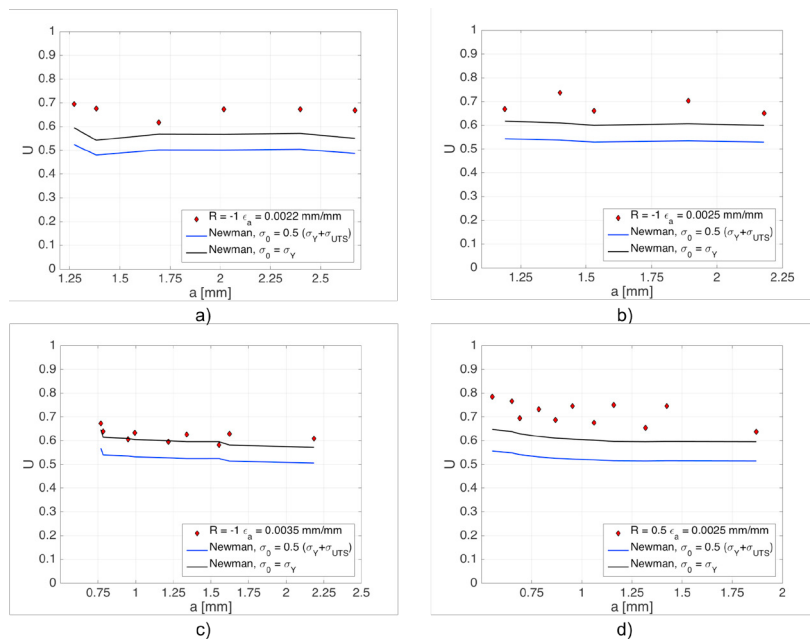 1
0.9
0.8
0.7
0.6
0.5
0.4
0.3
0.2
0.1
0
U
R = -1 ϵa = 0.0022 mm/mm
Newman, σ0 = 0.5 (σY+σUTS)
Newman, σ0 = σY
1.25 1.5 1.75 2 2.25 2.5
a [mm]
a)
1
0.9
0.8
0.7
0.6
0.5
0.4
0.3
0.2
0.1
0
U
R = -1 ϵa = 0.0025 mm/mm
Newman, σ0 = 0.5 (σY+σUTS)
Newman, σ0 = σY
1.25 1.5 1.75 2 2.25
a [mm]
b)
1
0.9
0.8
0.7
0.6
0.5
0.4
0.3
0.2
0.1
0
U
R = -1 ϵa = 0.0035 mm/mm
Newman, σ0 = 0.5 (σY+σUTS)
Newman, σ0 = σY
0.75 1 1.25 1.5 1.75 2 2.25 2.5
a [mm]
c)
1
0.9
0.8
0.7
0.6
0.5
0.4
0.3
0.2
0.1
0
U
R = 0.5 ϵa = 0.0025 mm/mm
Newman, σ0 = 0.5 (σY+σUTS)
Newman, σ0 = σY
0.75 1 1.25 1.5 1.75 2
a [mm]
d)